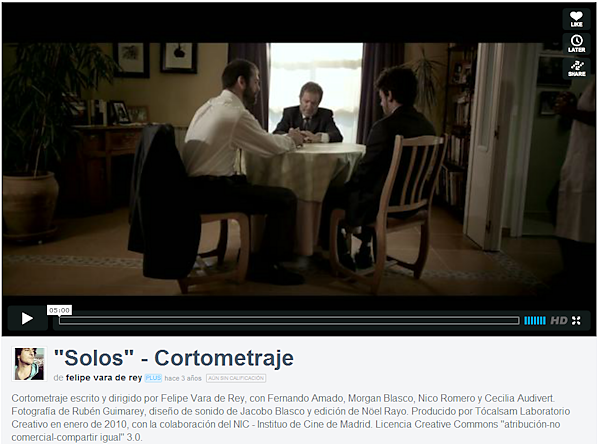 LIKE
LATER
SHARE
05:00
HD
"Solos" - Cortometraje
de felipe vara de rey PLUS hace 3 años AÚN SIN CALIFICACIÓN
Cortometraje escrito y dirigido por Felipe Vara de Rey, con Fernando Amado, Morgan Blasco, Nico Romero y Cecilia Audivert.
Fotografía de Rubén Guimarey, diseño de sonido de Jacobo Blasco y edición de Nöel Rayo. Producido por Tócalsam Laboratorio
Creativo en enero de 2010, con la colaboración del NIC - Instituo de Cine de Madrid. Licencia Creative Commons "atribución-no
comercial-compartir igual" 3.0.